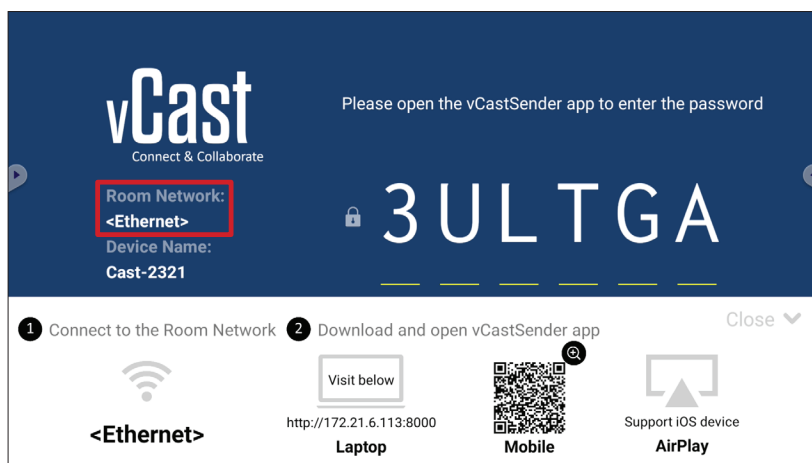 vCast
Connect & Collaborate
Please open the vCastSender app to enter the password
Room Network:
<Ethernet>
Device Name:
Cast-2321
3ULTGA
1 Connect to the Room Network
2 Download and open vCastSender app
Close
<Ethernet>
Visit below
http://172.21.6.113:8000
Laptop
Mobile
Support iOS device
AirPlay